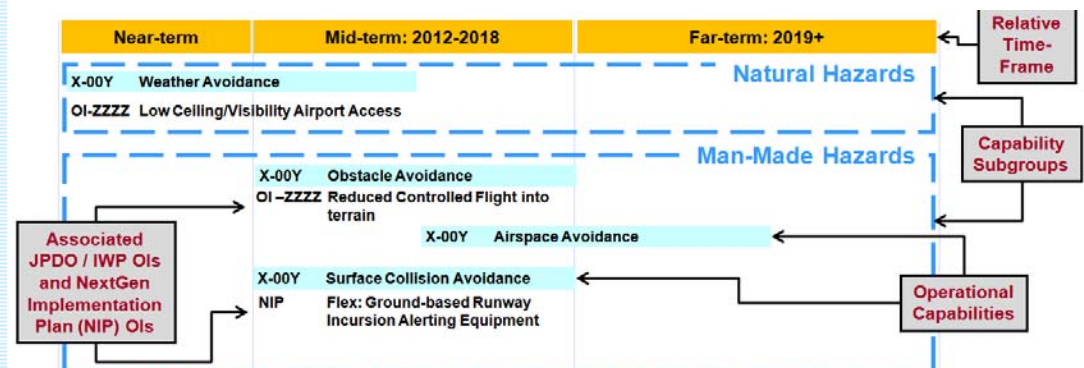 Near-term
Mid-term: 2012-2018
Far-term: 2019+
Relative
Time-
Frame
Natural Hazards
X-00Y Weather Avoidance
OI-ZZZZ Low Ceiling/Visibility Airport Access
Capability
Subgroups
Man-Made Hazards
X-00Y Obstacle Avoidance
OI –ZZZZ Reduced Controlled Flight into
terrain
X-00Y Airspace Avoidance
Associated
JPDO / IWP OIs
and NextGen
Implementation
Plan (NIP) OIs
X-00Y Surface Collision Avoidance
NIP Flex: Ground-based Runway
Incursion Alerting Equipment
Operational
Capabilities